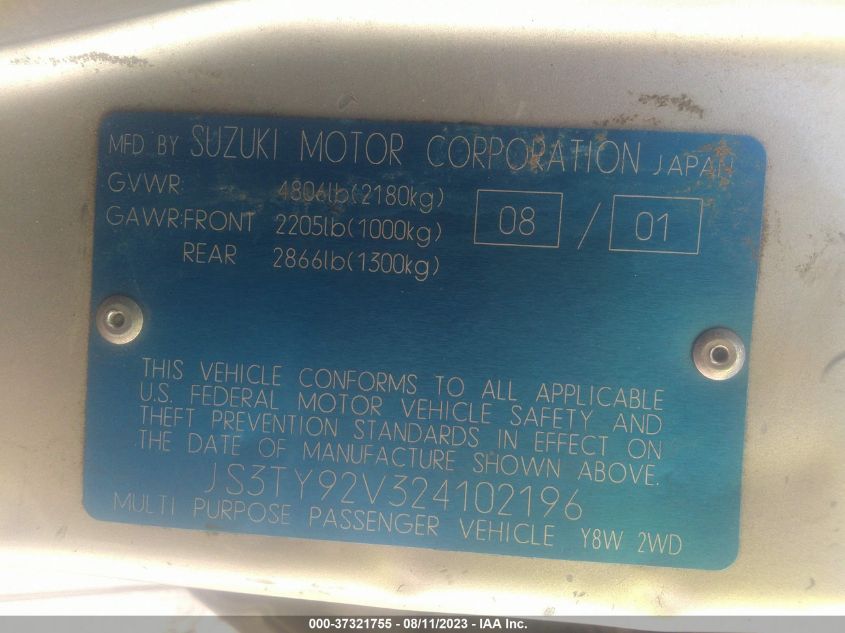 MFD BY SUZUKI MOTOR CORPORATION JAPAN
GVWR: 4806lb(2180kg)
GAWR:FRONT 2205lb(1000kg) 08 / 01
REAR 2866lb(1300kg)
THIS VEHICLE CONFORMS TO ALL APPLICABLE
U.S. FEDERAL MOTOR VEHICLE SAFETY AND
THEFT PREVENTION STANDARDS IN EFFECT ON
THE DATE OF MANUFACTURE SHOWN ABOVE.
JS3TY92V324102196
MULTI PURPOSE PASSENGER VEHICLE Y8W 2WD
000-37321755 - 08/11/2023 - IAA Inc.